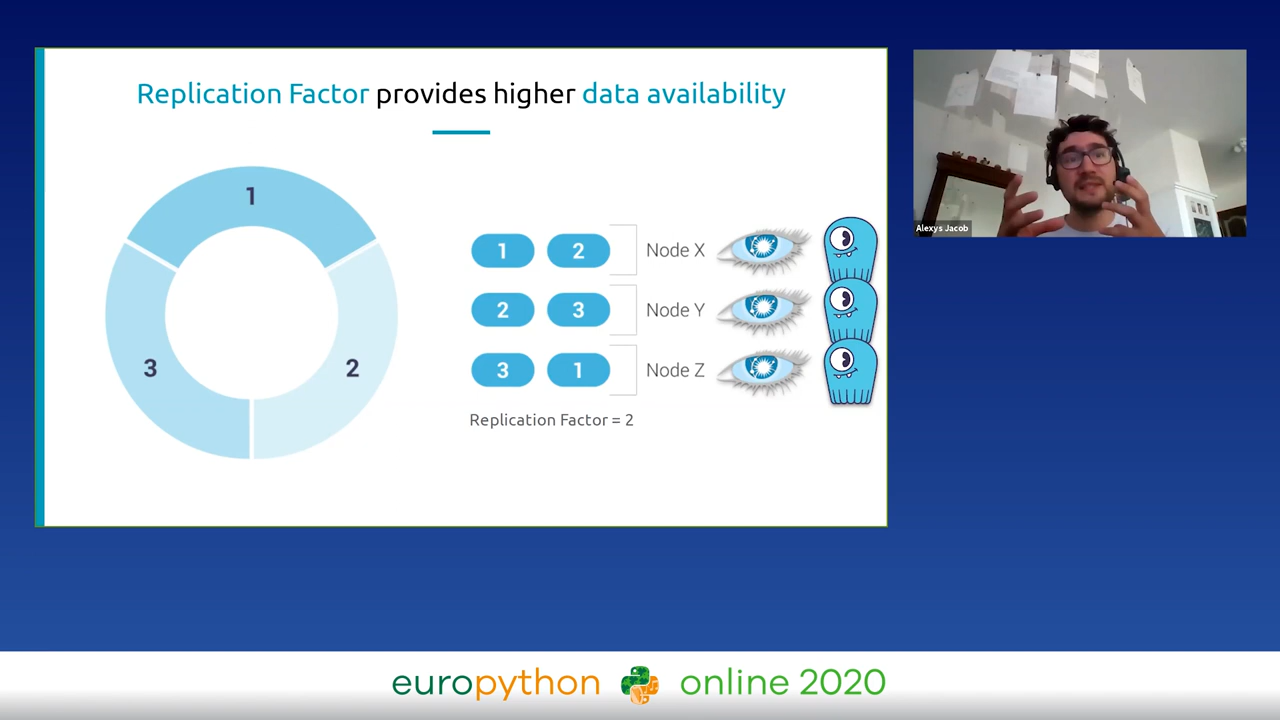 Replication Factor provides higher data availability
1
3
2
1 2 Node X
2 3 Node Y
3 1 Node Z
Replication Factor = 2
Alexys Jacob
europython online 2020